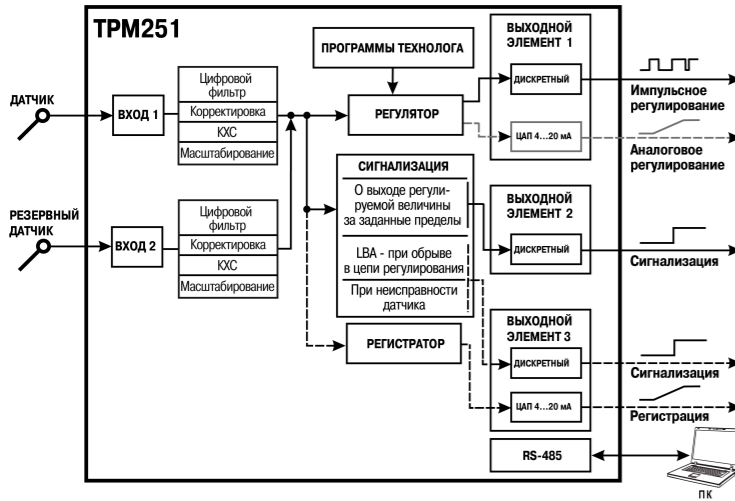 ТРМ251
ДАТЧИК
ВХОД 1
Цифровой
фильтр
Корректировка
КХС
Масштабирование
РЕЗЕРВНЫЙ
ДАТЧИК
ВХОД 2
Цифровой
фильтр
Корректировка
КХС
Масштабирование
ПРОГРАММЫ ТЕХНОЛОГА
РЕГУЛЯТОР
СИГНАЛИЗАЦИЯ
О выходе регули-
руемой величины
за заданные пределы
LBA - при обрыве
в цепи регулирования
При неисправности
датчика
РЕГИСТРАТОР
ВЫХОДНОЙ
ЭЛЕМЕНТ 1
ДИСКРЕТНЫЙ
ЦАП 4...20 мА
Импульсное
регулирование
Аналоговое
регулирование
ВЫХОДНОЙ
ЭЛЕМЕНТ 2
ДИСКРЕТНЫЙ
Сигнализация
ВЫХОДНОЙ
ЭЛЕМЕНТ 3
ДИСКРЕТНЫЙ
ЦАП 4...20 мА
Сигнализация
Регистрация
RS-485
ПК